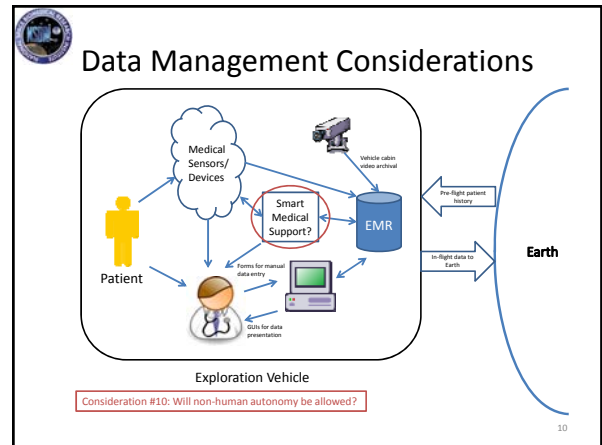 Data Management Considerations
Medical
Sensors/
Devices
Vehicle cabin
video archival
Smart
Medical
Support?
EMR
Pre-flight patient
history
Earth
In-flight data to
Earth
Patient
Forms for manual
data entry
GUIs for data
presentation
Exploration Vehicle
Consideration #10: Will non-human autonomy be allowed?
10